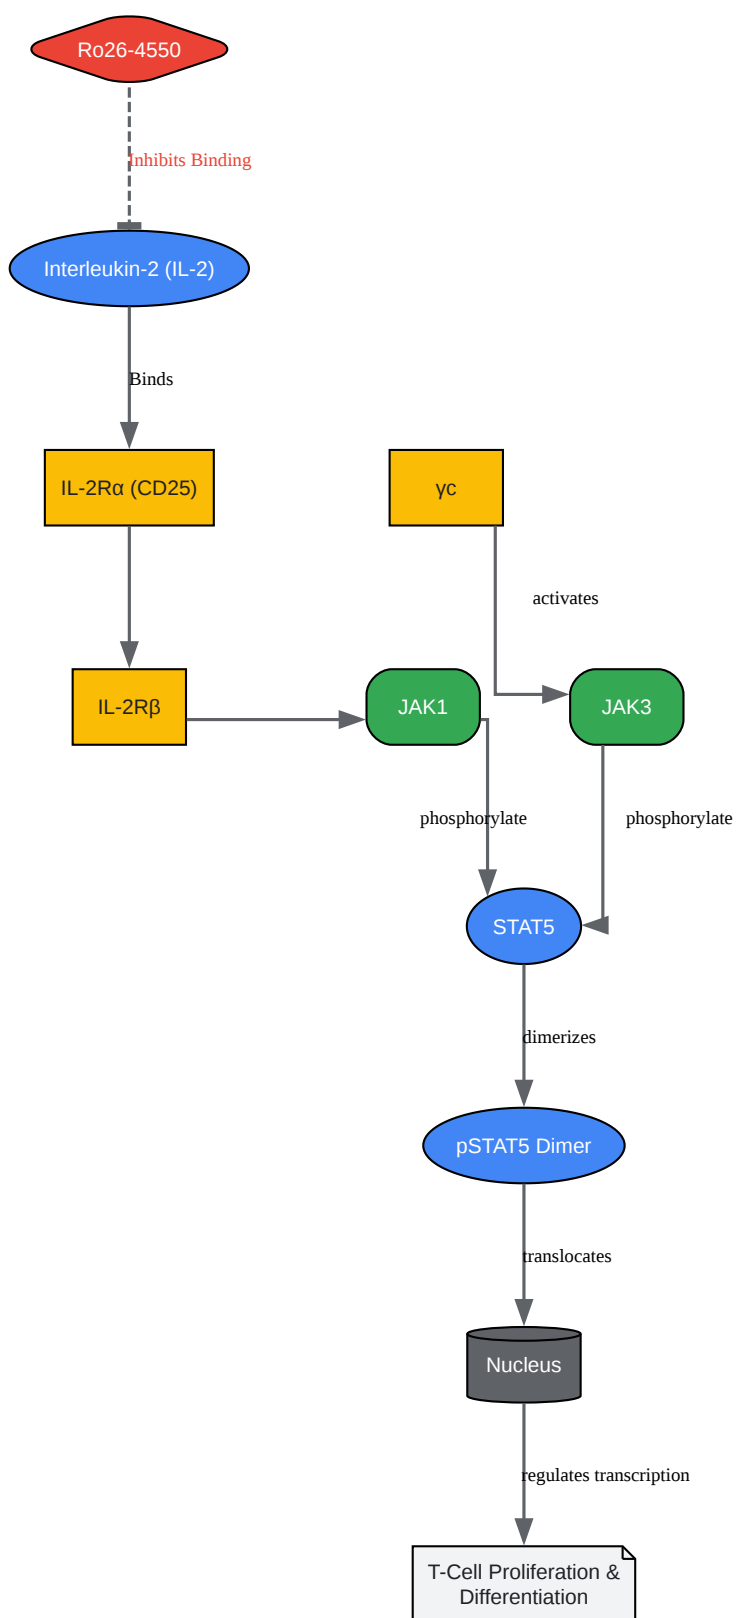 Ro26-4550
Inhibits Binding
Interleukin-2 (IL-2)
Binds
IL-2Rα (CD25)
γc
activates
IL-2Rβ
JAK1
JAK3
phosphorylate
phosphorylate
STAT5
dimerizes
pSTAT5 Dimer
translocates
Nucleus
regulates transcription
T-Cell Proliferation &
Differentiation